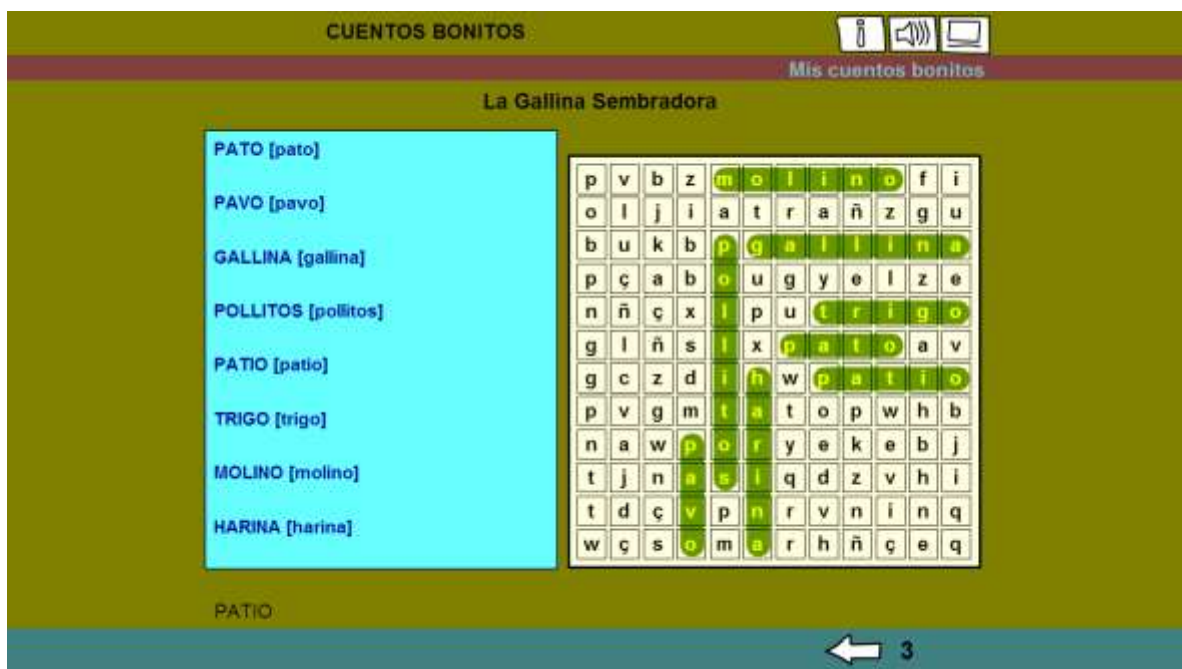 CUENTOS BONITOS
Mis cuentos bonitos
La Gallina Sembradora
PATO [pato]
PAVO [pavo]
GALLINA [gallina]
POLLITOS [pollitos]
PATIO [patio]
TRIGO [trigo]
MOLINO [molino]
HARINA [harina]
p v b z m o l i n o f i
o l j i a t r a ñ z g u
b u k b p g a l l i n a
p ç a b o u g y e l z e
n ñ ç x l p u t r i g o
g l ñ s l x p a t o a v
g c z d i h w p a t i o
p v g m t a t o p w h b
n a w p o r y e k e b j
t j n a s i q d z v h i
t d ç v p n r v n i n q
w ç s o m a r h ñ ç e q
PATIO
3